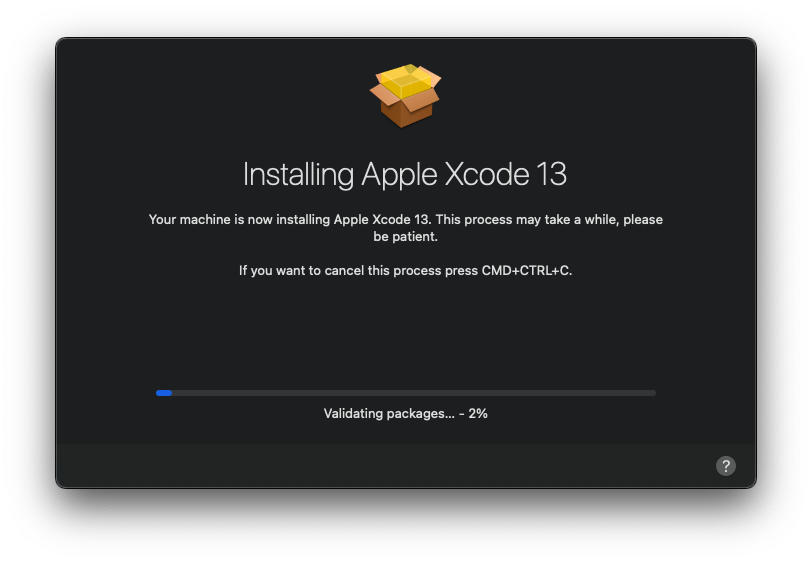 Installing Apple Xcode 13
Your machine is now installing Apple Xcode 13. This process may take a while, please
be patient.
If you want to cancel this process press CMD+CTRL+C.
Validating packages... - 2%
?